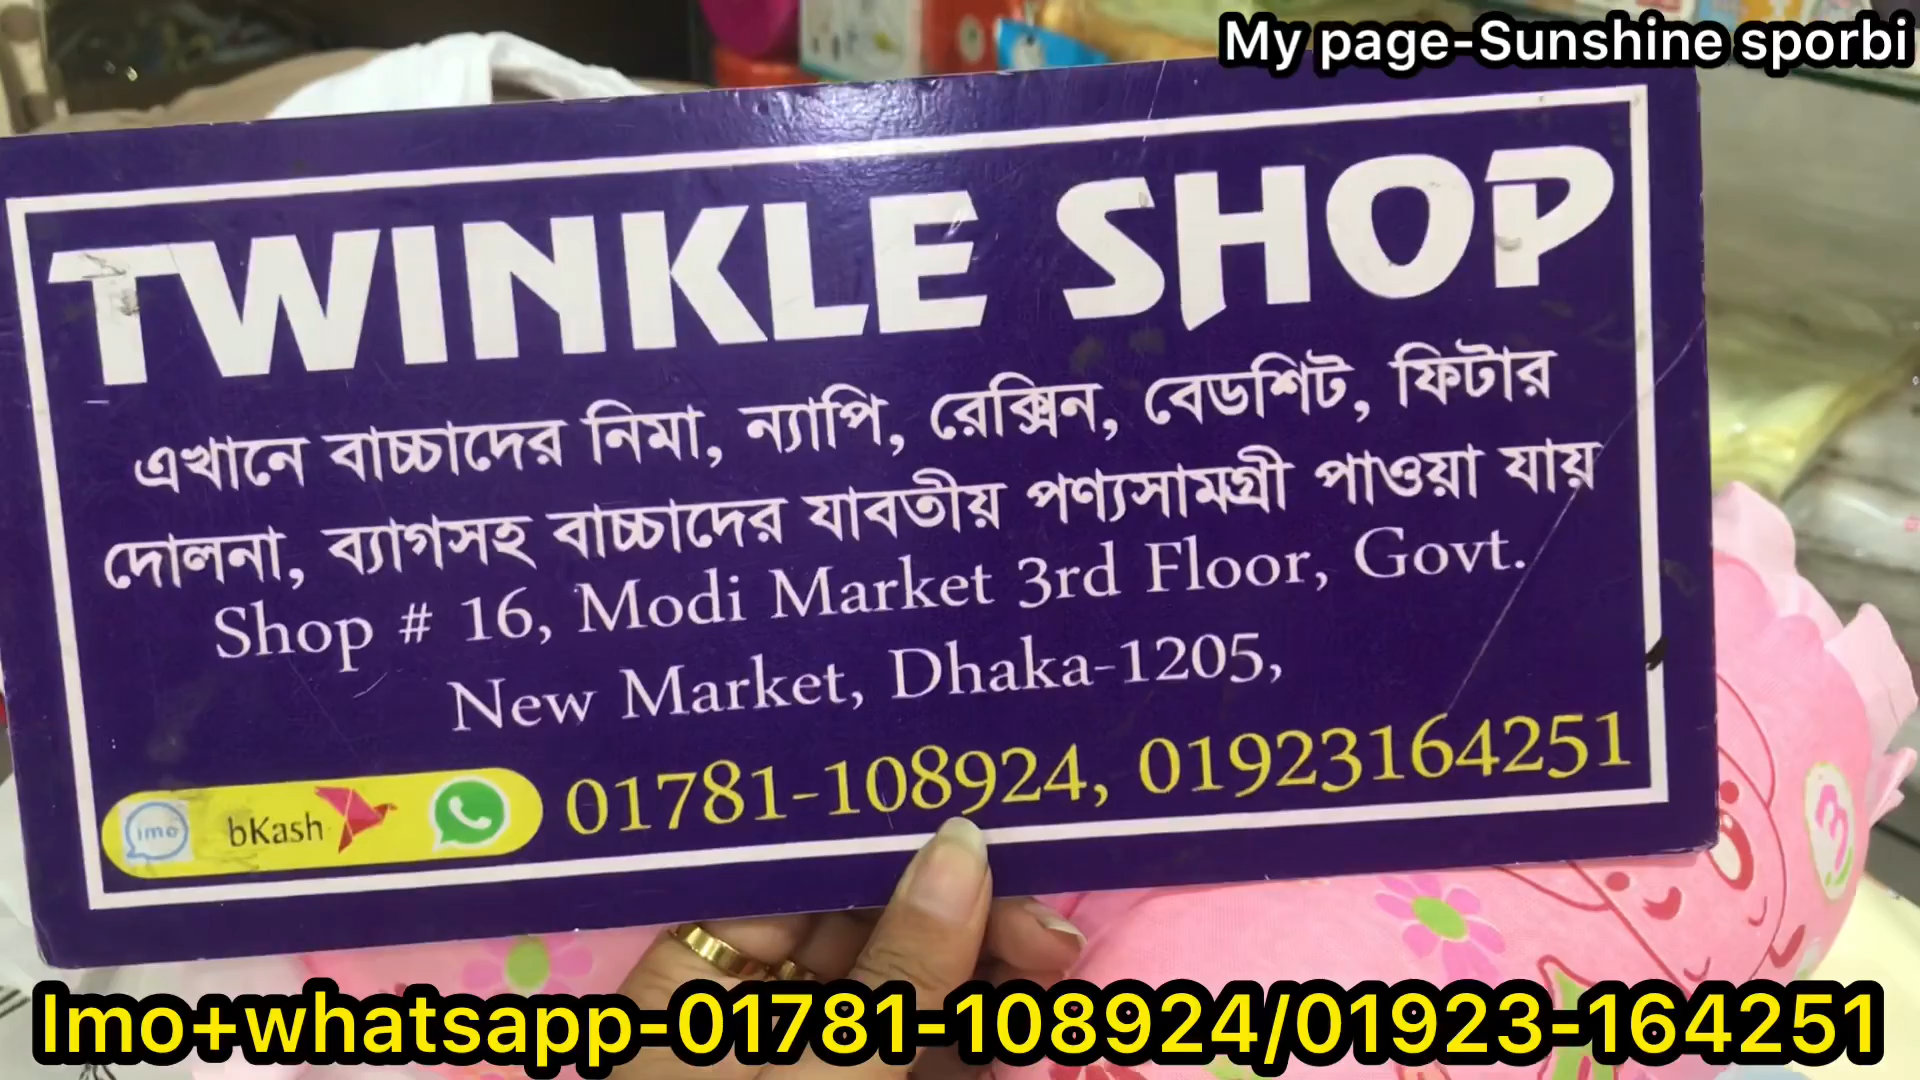 My page-Sunshine sporbi
TWINKLE SHOP
এখানে বাচ্চাদের নিমা, ন্যাপি, রেক্সিন, বেডশিট, ফিটার
দোলনা, ব্যাগসহ বাচ্চাদের যাবতীয় পণ্যসামগ্রী পাওয়া যায়
Shop # 16, Modi Market 3rd Floor, Govt.
New Market, Dhaka-1205,
imo bKash 01781-108924, 01923164251
Imo+whatsapp-01781-108924/01923-164251